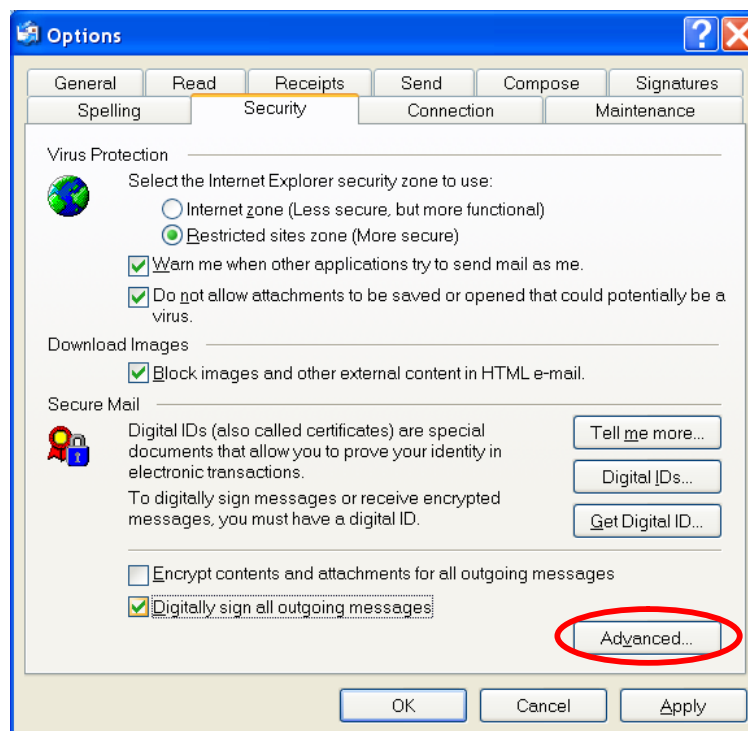 Options
General Read Receipts Send Compose Signatures
Spelling Security Connection Maintenance
Virus Protection
Select the Internet Explorer security zone to use:
Internet zone (Less secure, but more functional)
Restricted sites zone (More secure)
Warn me when other applications try to send mail as me.
Do not allow attachments to be saved or opened that could potentially be a
virus.
Download Images
Block images and other external content in HTML e-mail.
Secure Mail
Digital IDs (also called certificates) are special
documents that allow you to prove your identity in
electronic transactions.
Tell me more...
Digital IDs...
To digitally sign messages or receive encrypted
messages, you must have a digital ID.
Get Digital ID...
Encrypt contents and attachments for all outgoing messages
Digitally sign all outgoing messages
Advanced...
OK Cancel Apply